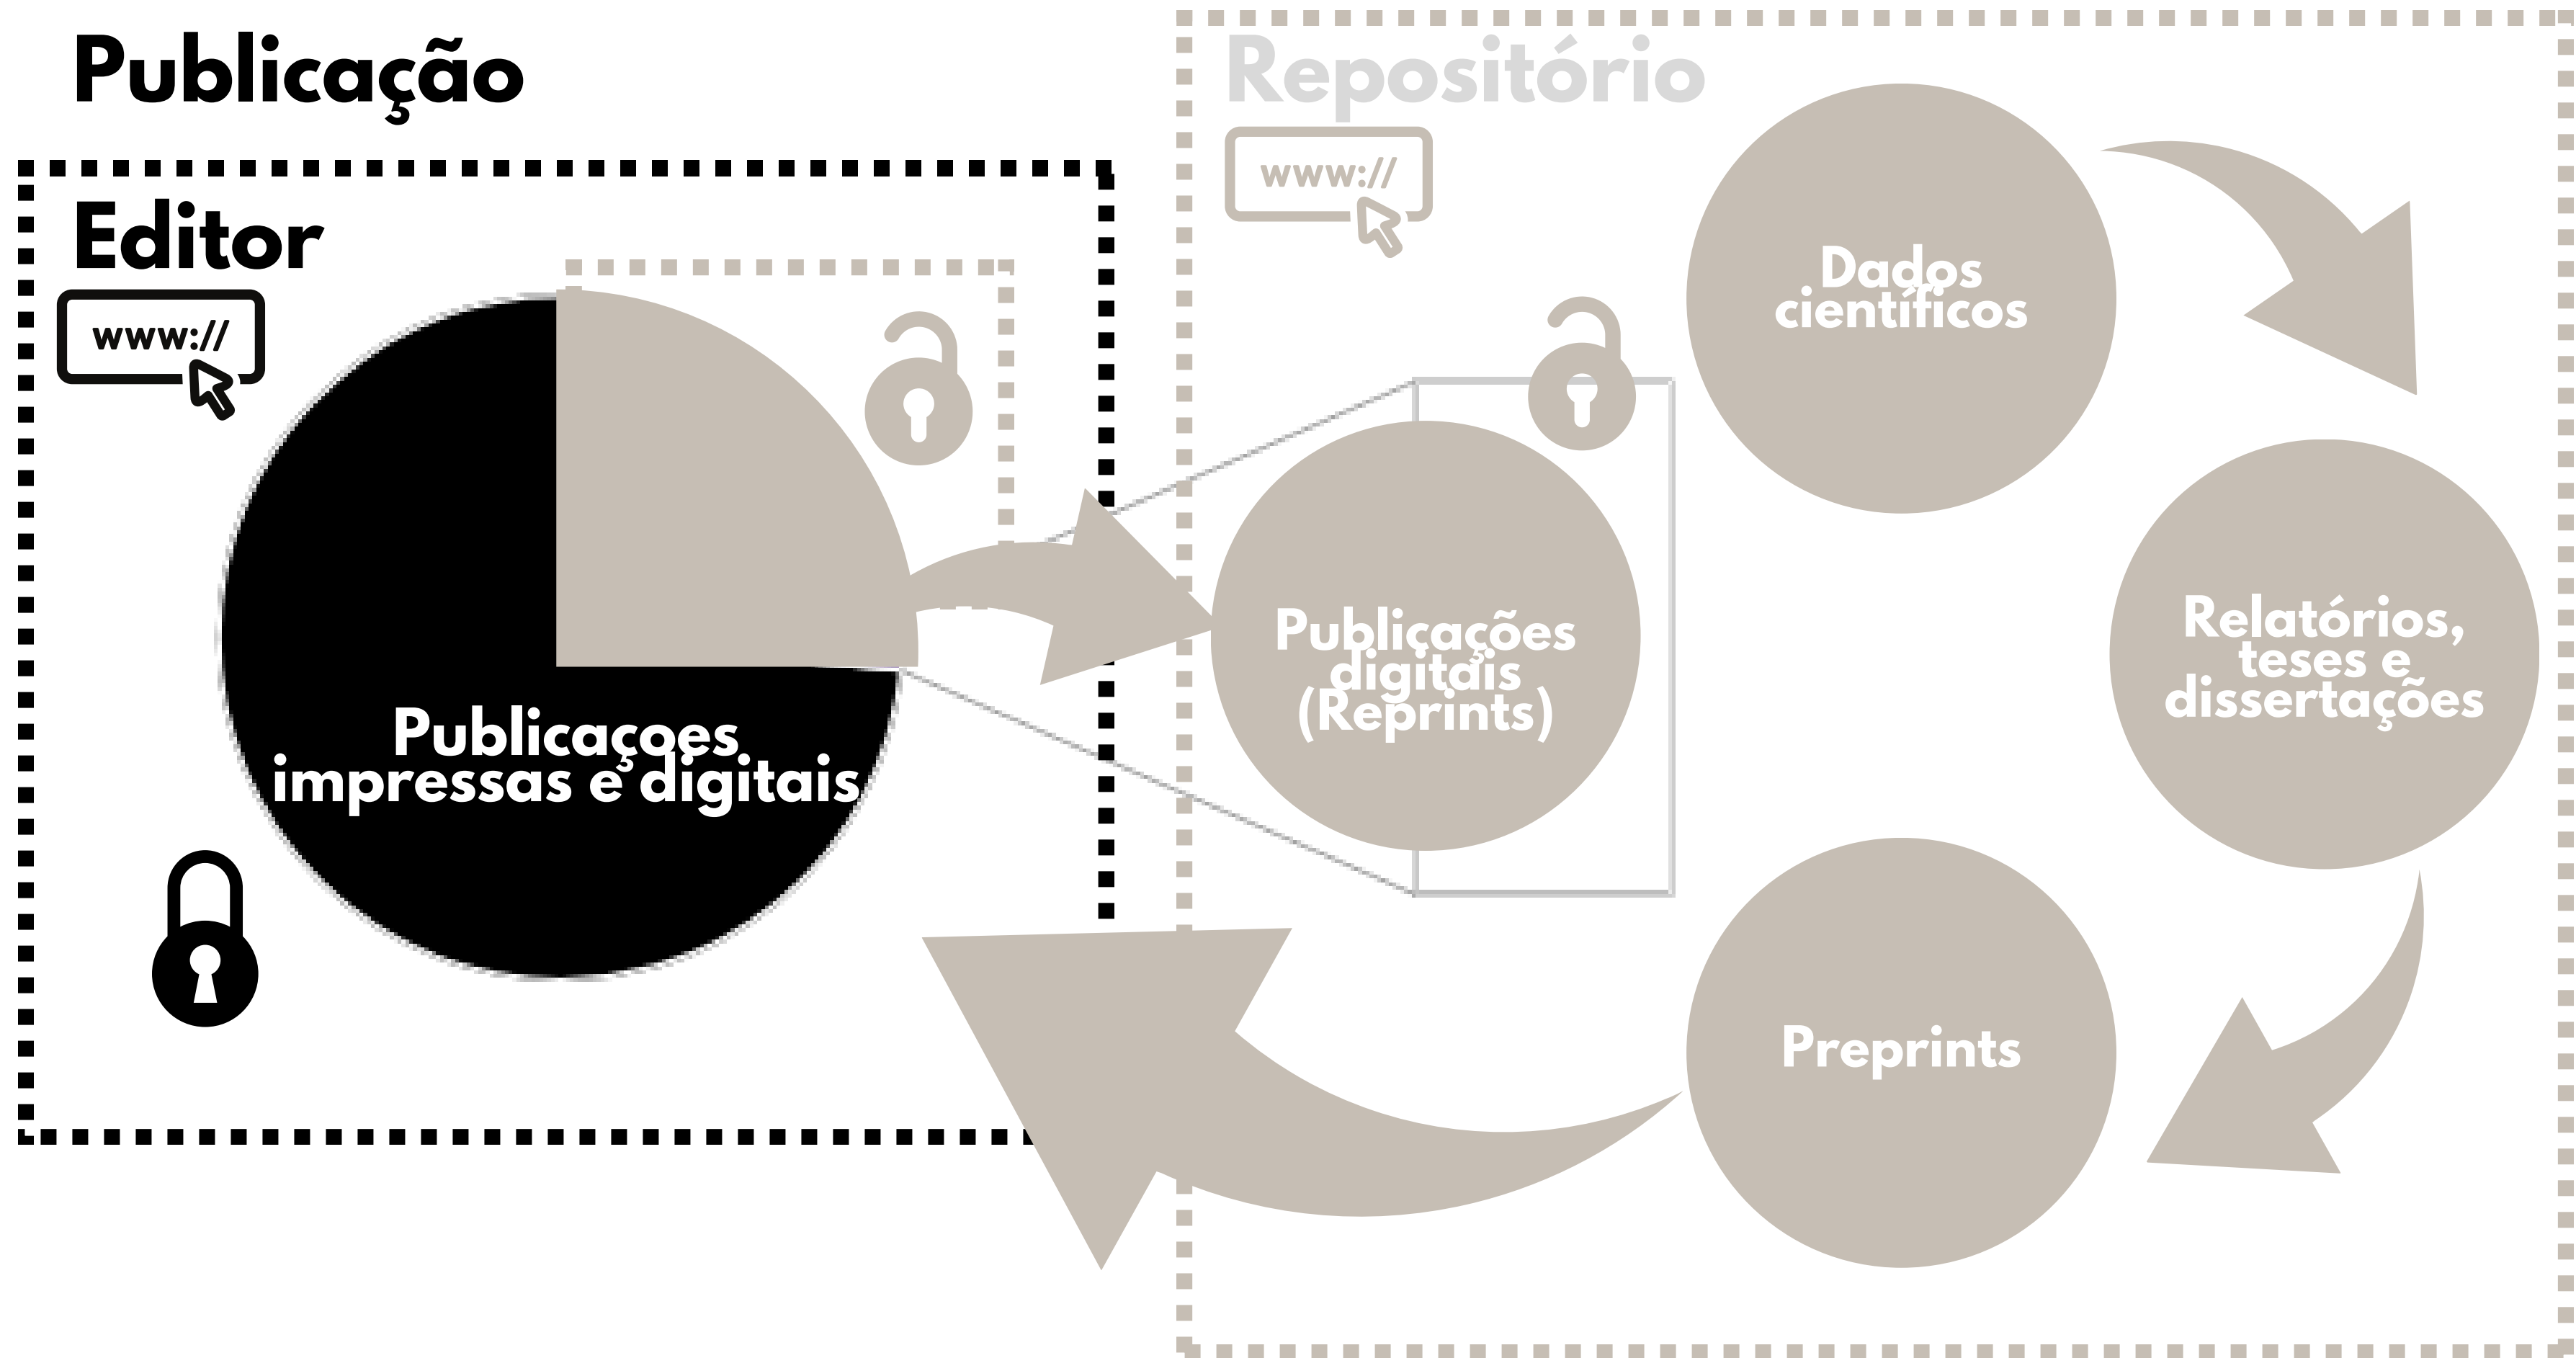 Publicação
Editor
www://
Publicaçoes
impressas e digitais
Repositório
www://
Publicações
digitais
(Reprints)
Dados
científicos
Relatórios,
teses e
dissertações
Preprints